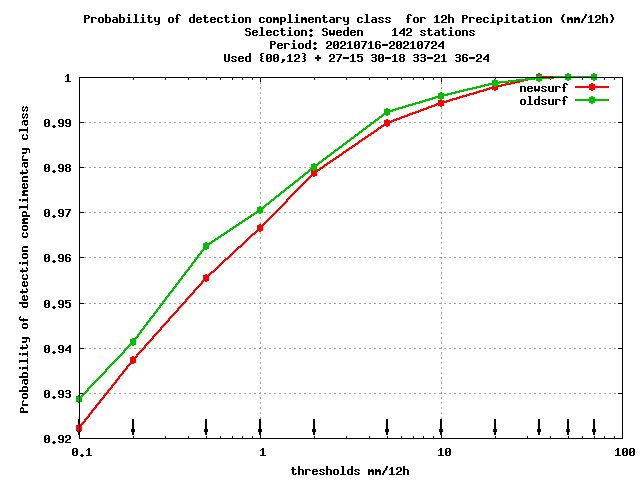 Probability of detection complimentary class  for 12h Precipitation (mm/12h)
Selection: Sweden    142 stations
Period: 20210716-20210724
Used {00,12} + 27-15 30-18 33-21 36-24
Probability of detection complimentary class
1
0.99
0.98
0.97
0.96
0.95
0.94
0.93
0.92
newsurf
oldsurf
0.1
1
10
100
thresholds mm/12h